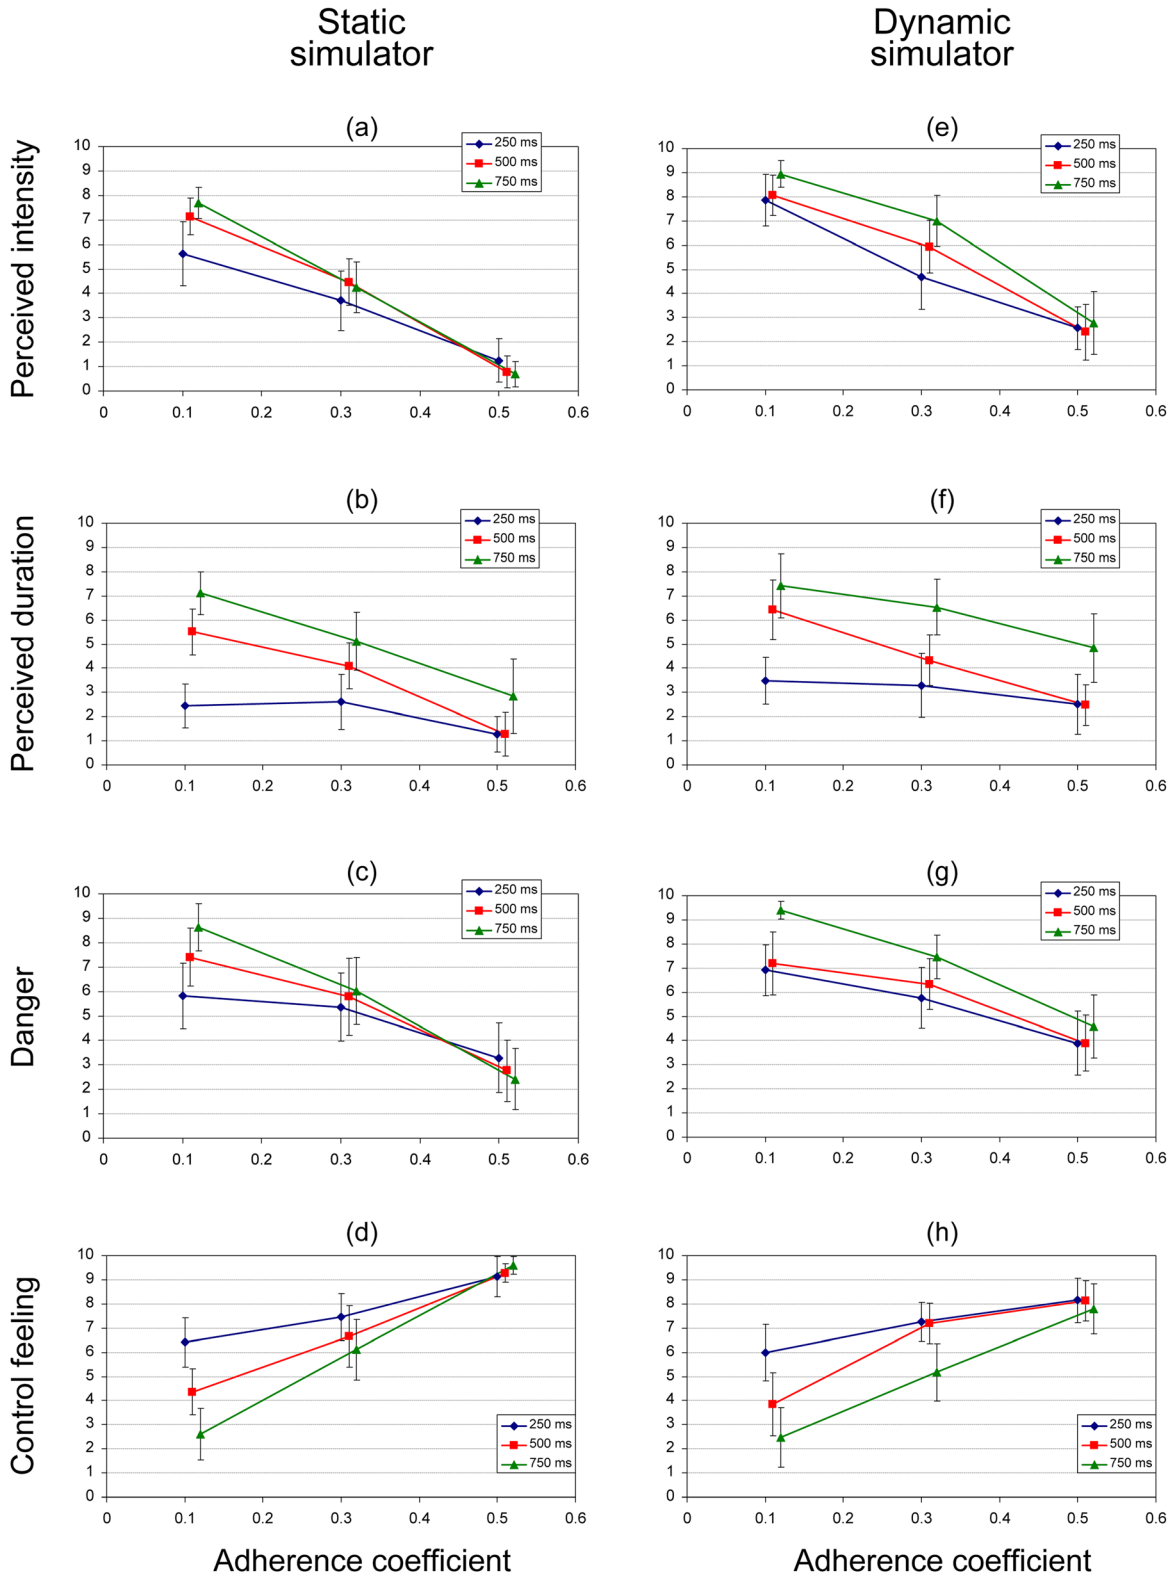 Static
simulator
Dynamic
simulator
Perceived intensity
(a)
250 ms
500 ms
750 ms
10
9
8
7
6
5
4
3
2
1
0
0 0.1 0.2 0.3 0.4 0.5 0.6
(e)
250 ms
500 ms
750 ms
10
9
8
7
6
5
4
3
2
1
0
0 0.1 0.2 0.3 0.4 0.5 0.6
Perceived duration
(b)
250 ms
500 ms
750 ms
10
9
8
7
6
5
4
3
2
1
0
0 0.1 0.2 0.3 0.4 0.5 0.6
(f)
250 ms
500 ms
750 ms
10
9
8
7
6
5
4
3
2
1
0
0 0.1 0.2 0.3 0.4 0.5 0.6
Danger
(c)
250 ms
500 ms
750 ms
10
9
8
7
6
5
4
3
2
1
0
0 0.1 0.2 0.3 0.4 0.5 0.6
(g)
250 ms
500 ms
750 ms
10
9
8
7
6
5
4
3
2
1
0
0 0.1 0.2 0.3 0.4 0.5 0.6
Control feeling
(d)
10
9
8
7
6
5
4
3
2
1
0
250 ms
500 ms
750 ms
0 0.1 0.2 0.3 0.4 0.5 0.6
Adherence coefficient
(h)
10
9
8
7
6
5
4
3
2
1
0
250 ms
500 ms
750 ms
0 0.1 0.2 0.3 0.4 0.5 0.6
Adherence coefficient